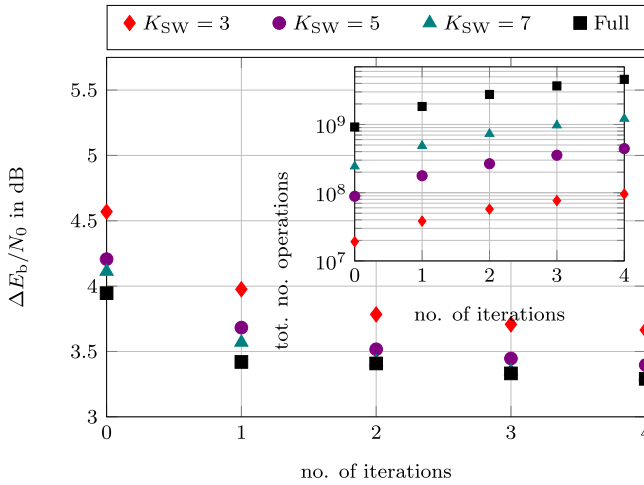 K_SW = 3 K_SW = 5 K_SW = 7 Full
5.5
5
4.5
4
3.5
3
ΔE_b/N_0 in dB
0 1 2 3 4
no. of iterations
10^9
10^8
10^7
tot. no. operations
0 1 2 3 4
no. of iterations